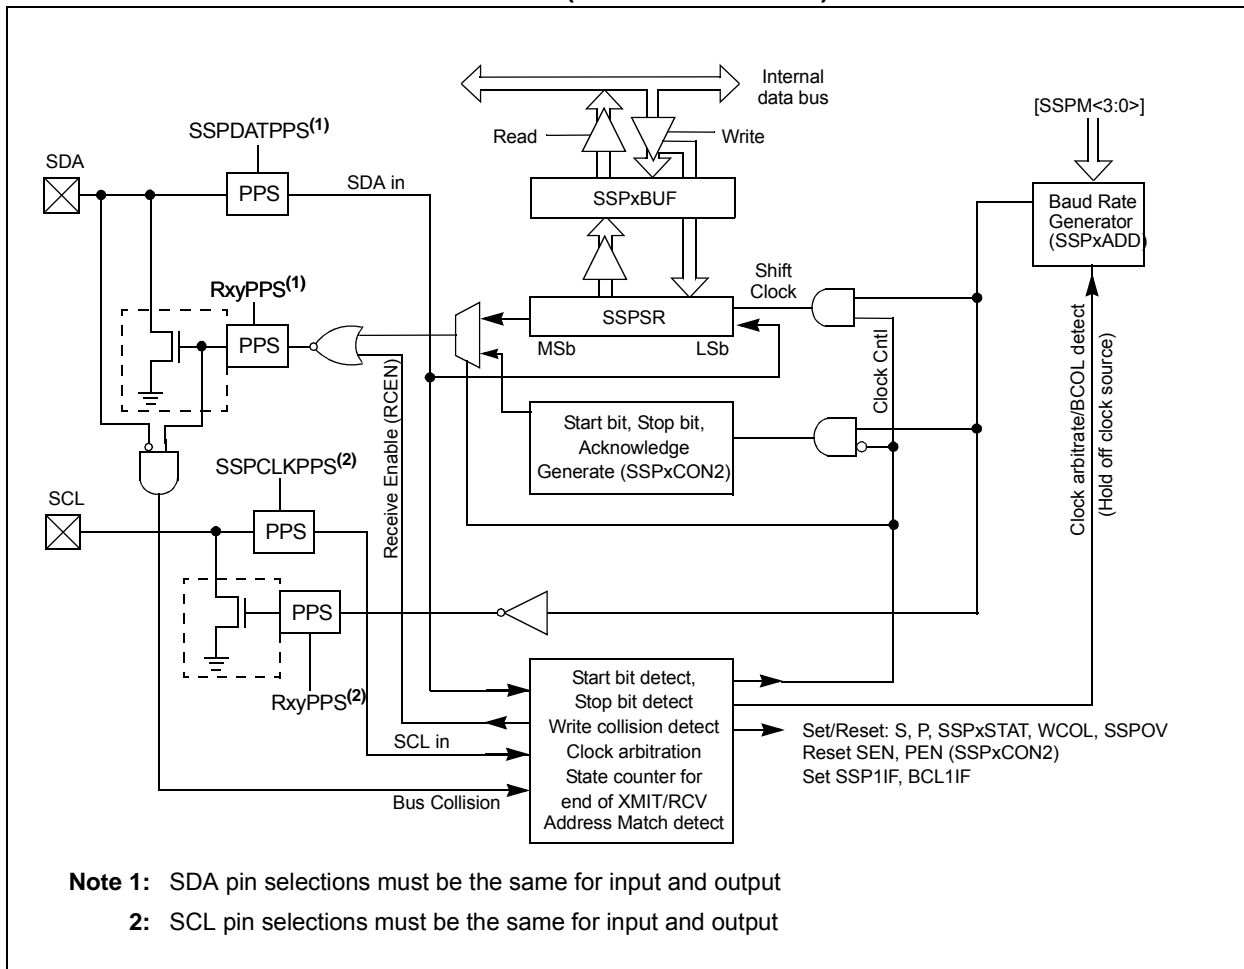 Internal
data bus
[SSPM<3:0>]
SSPDATPPS(1)
Read
Write
SDA
PPS
SDA in
SSPxBUF
Baud Rate
Generator
(SSPxADD)
Shift
Clock
RxyPPS(1)
PPS
SSPSR
MSb
LSb
Clock Cntl
Clock arbitrate/BCOL detect
(Hold off clock source)
Receive Enable (RCEN)
Start bit, Stop bit,
Acknowledge
Generate (SSPxCON2)
SSPCLKPPS(2)
SCL
PPS
PPS
RxyPPS(2)
SCL in
Bus Collision
Start bit detect,
Stop bit detect
Write collision detect
Clock arbitration
State counter for
end of XMIT/RCV
Address Match detect
Set/Reset: S, P, SSPxSTAT, WCOL, SSPOV
Reset SEN, PEN (SSPxCON2)
Set SSP1IF, BCL1IF
Note 1: SDA pin selections must be the same for input and output
2: SCL pin selections must be the same for input and output